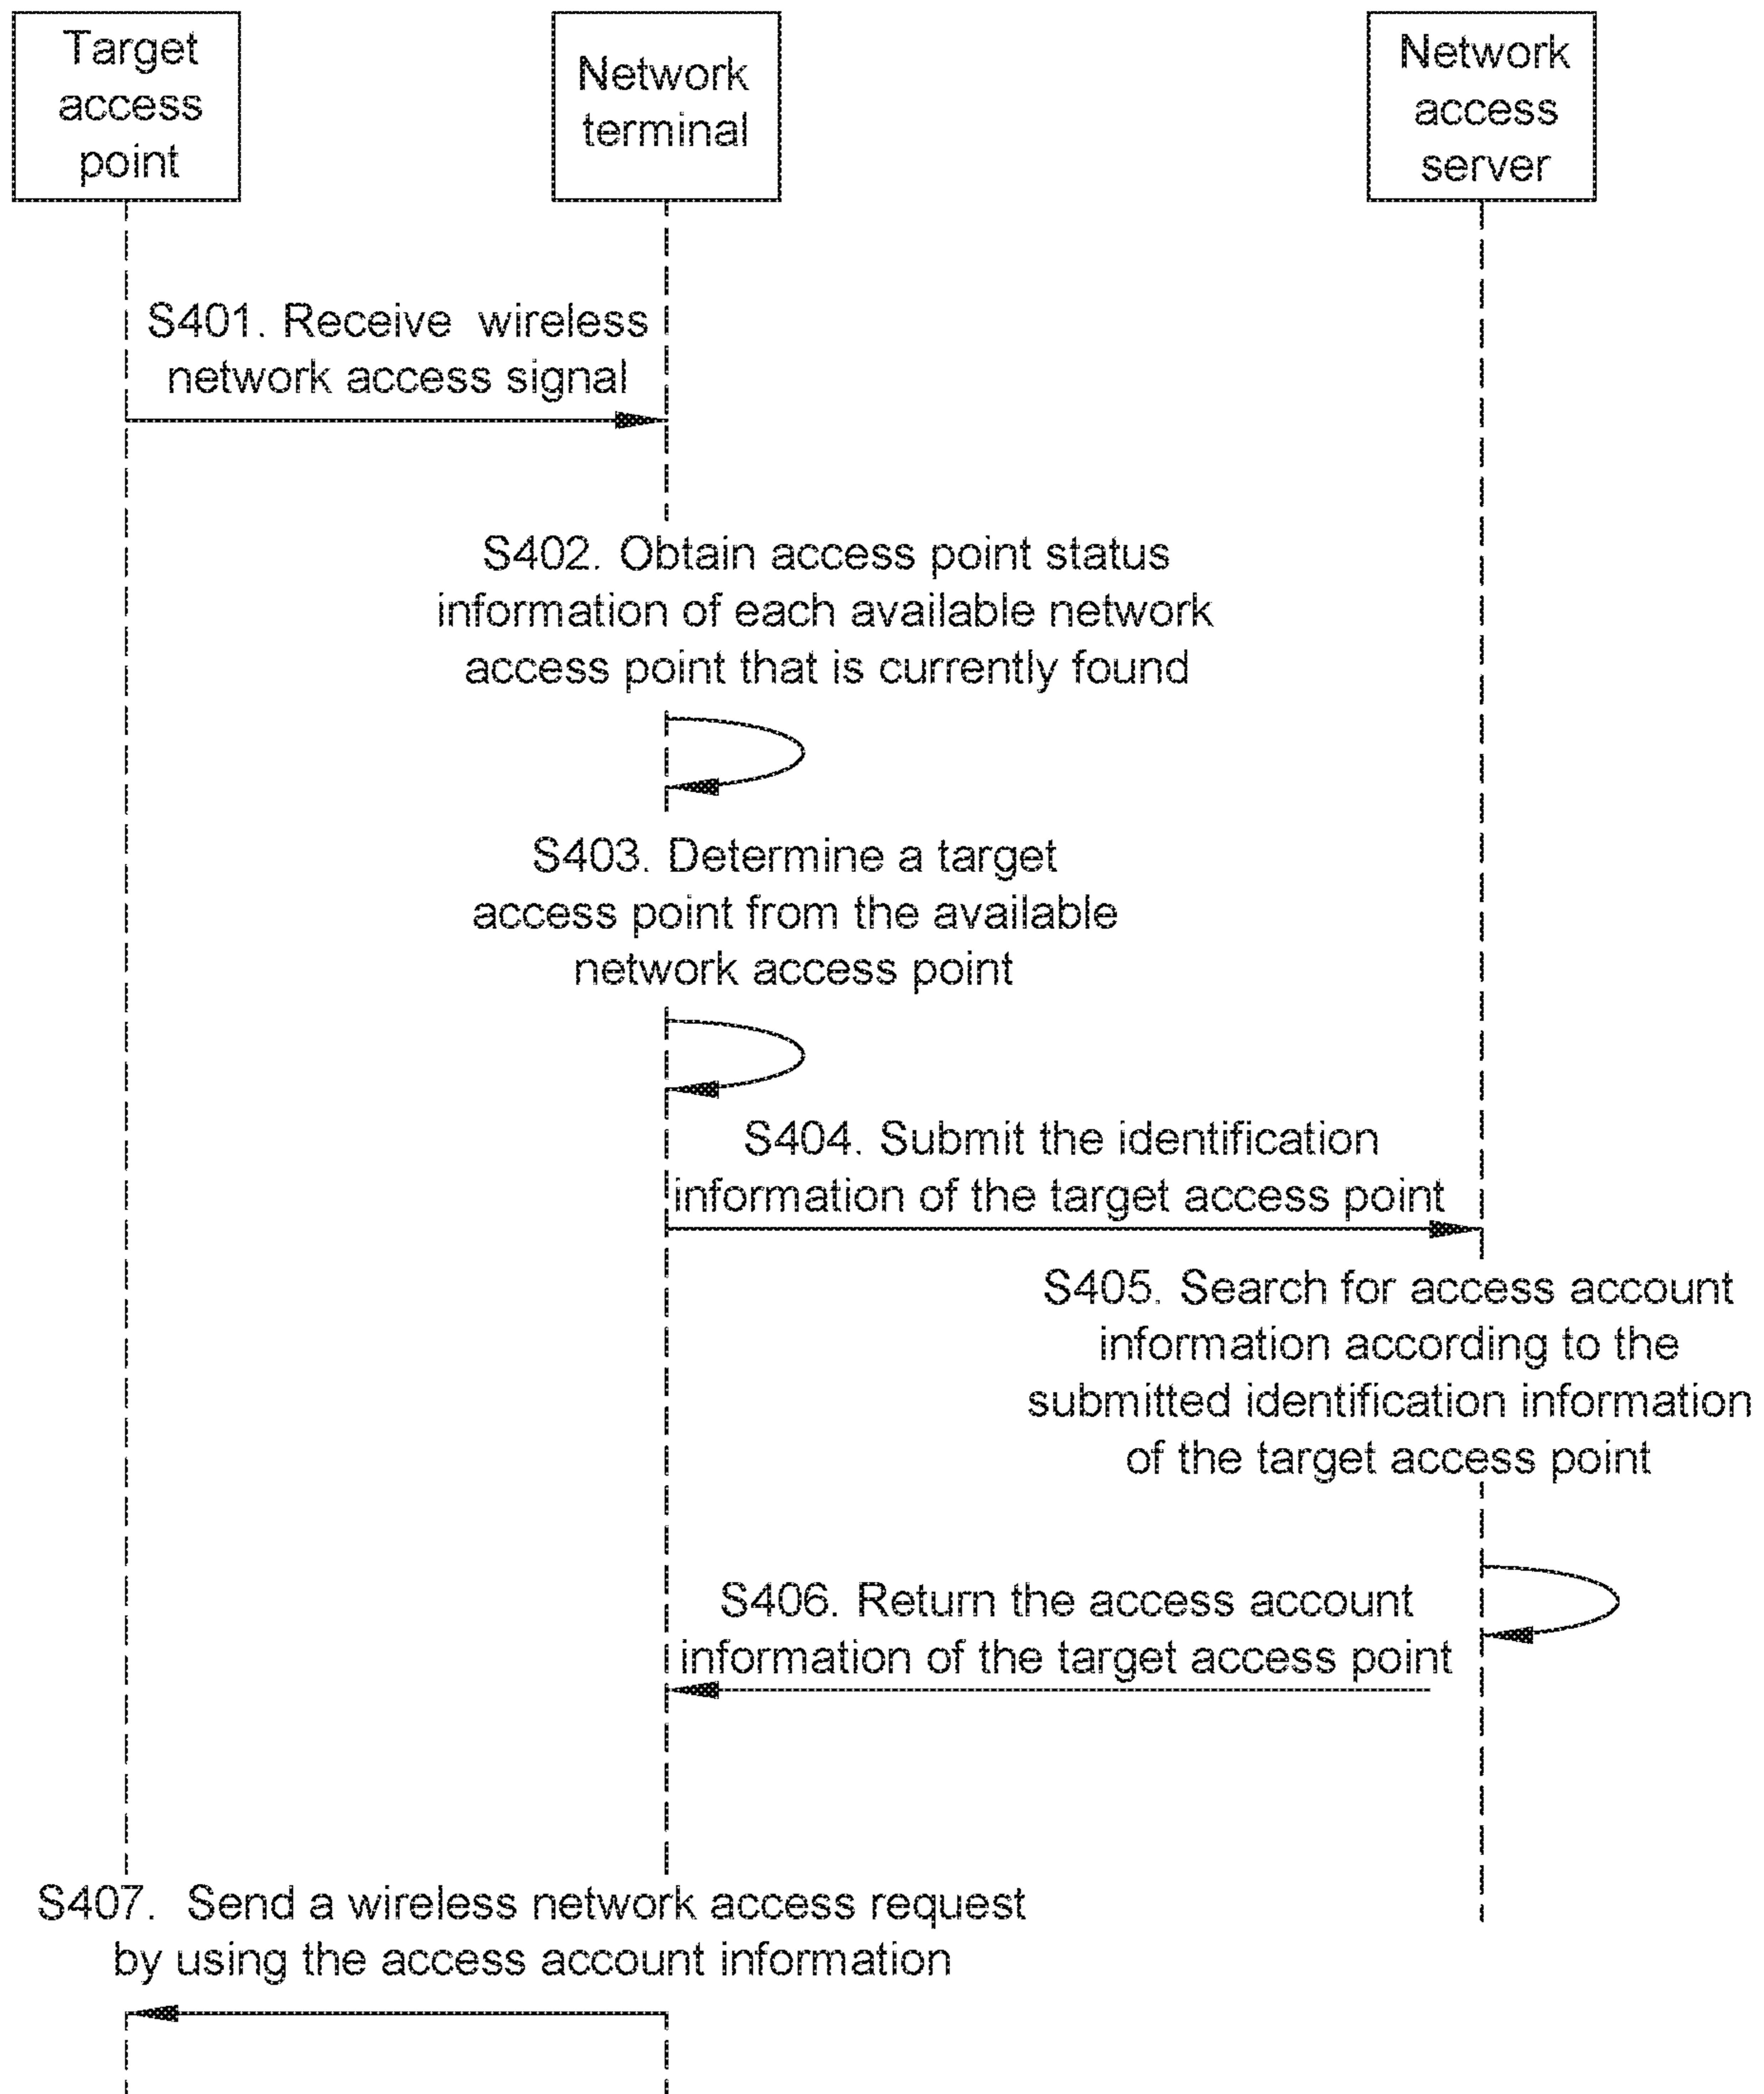 Target
access
point
Network
terminal
Network
access
server
S401. Receive wireless
network access signal
S402. Obtain access point status
information of each available network
access point that is currently found
S403. Determine a target
access point from the available
network access point
S404. Submit the identification
information of the target access point
S405. Search for access account
information according to the
submitted identification information
of the target access point
S406. Return the access account
information of the target access point
S407. Send a wireless network access request
by using the access account information